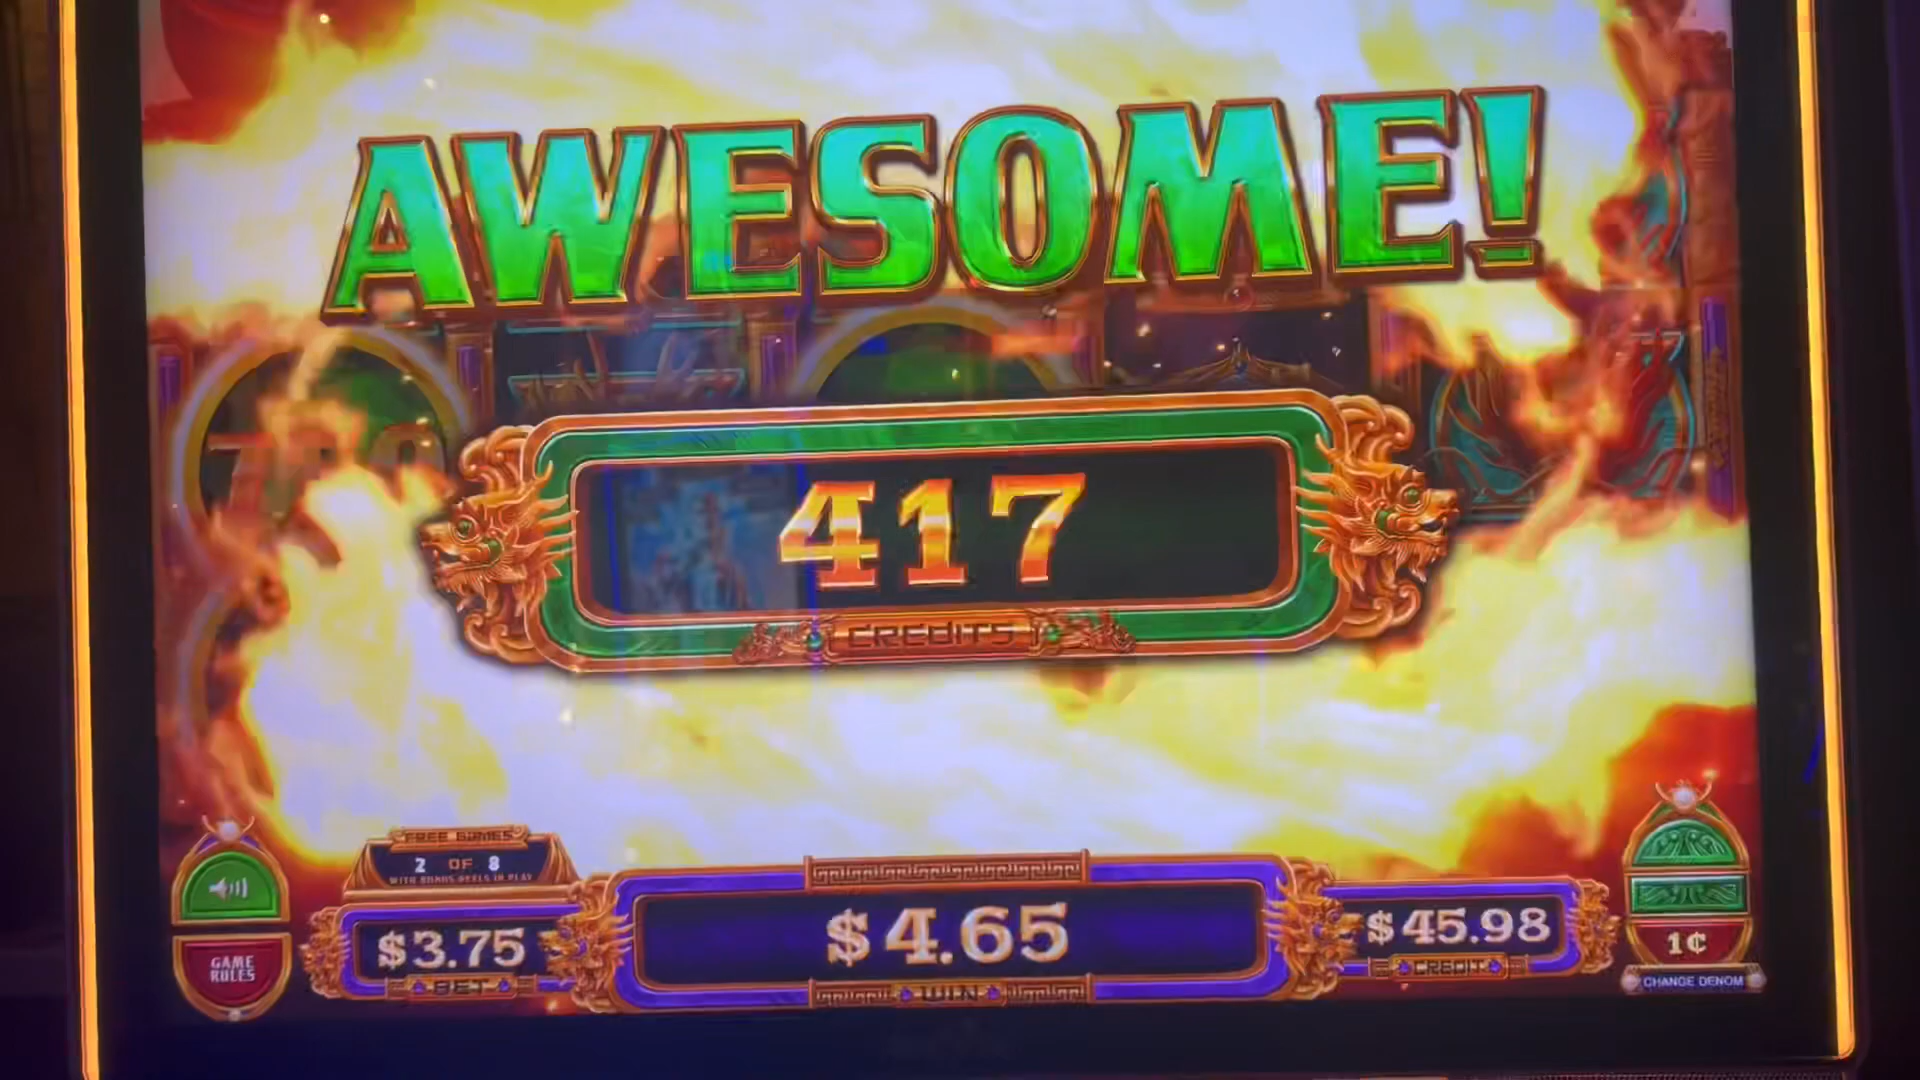 AWESOME!
417
CREDITS
FREE GAMES
2 OF 8
WITH BONUS REELS IN PLAY
$3.75
BET
$4.65
WIN
$45.98
CREDIT
GAME
RULES
1¢
CHANGE DENOM